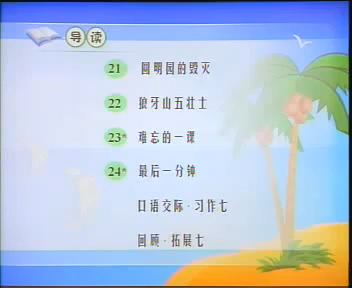 导读
21 圆明园的毁灭
22 狼牙山五壮士
23* 难忘的一课
24* 最后一分钟
口语交际·习作七
回顾·拓展七